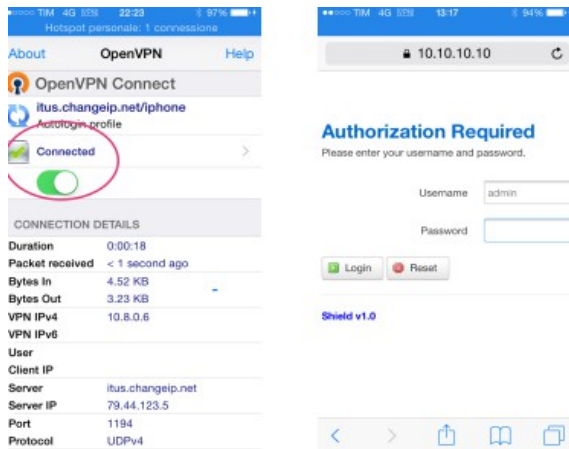 TIM 4G 22:23 97%
Hotspot personale: 1 connessione
About OpenVPN Help
OpenVPN Connect
itus.changeip.net/iphone
Autologin profile
Connected
CONNECTION DETAILS
Duration 0:00:18
Packet received < 1 second ago
Bytes In 4.52 KB
Bytes Out 3.23 KB
VPN IPv4 10.8.0.6
VPN IPv6
User
Client IP
Server itus.changeip.net
Server IP 79.44.123.5
Port 1194
Protocol UDPv4
TIM 4G 13:17 94%
10.10.10.10
Authorization Required
Please enter your username and password.
Username admin
Password
Login Reset
Shield v1.0